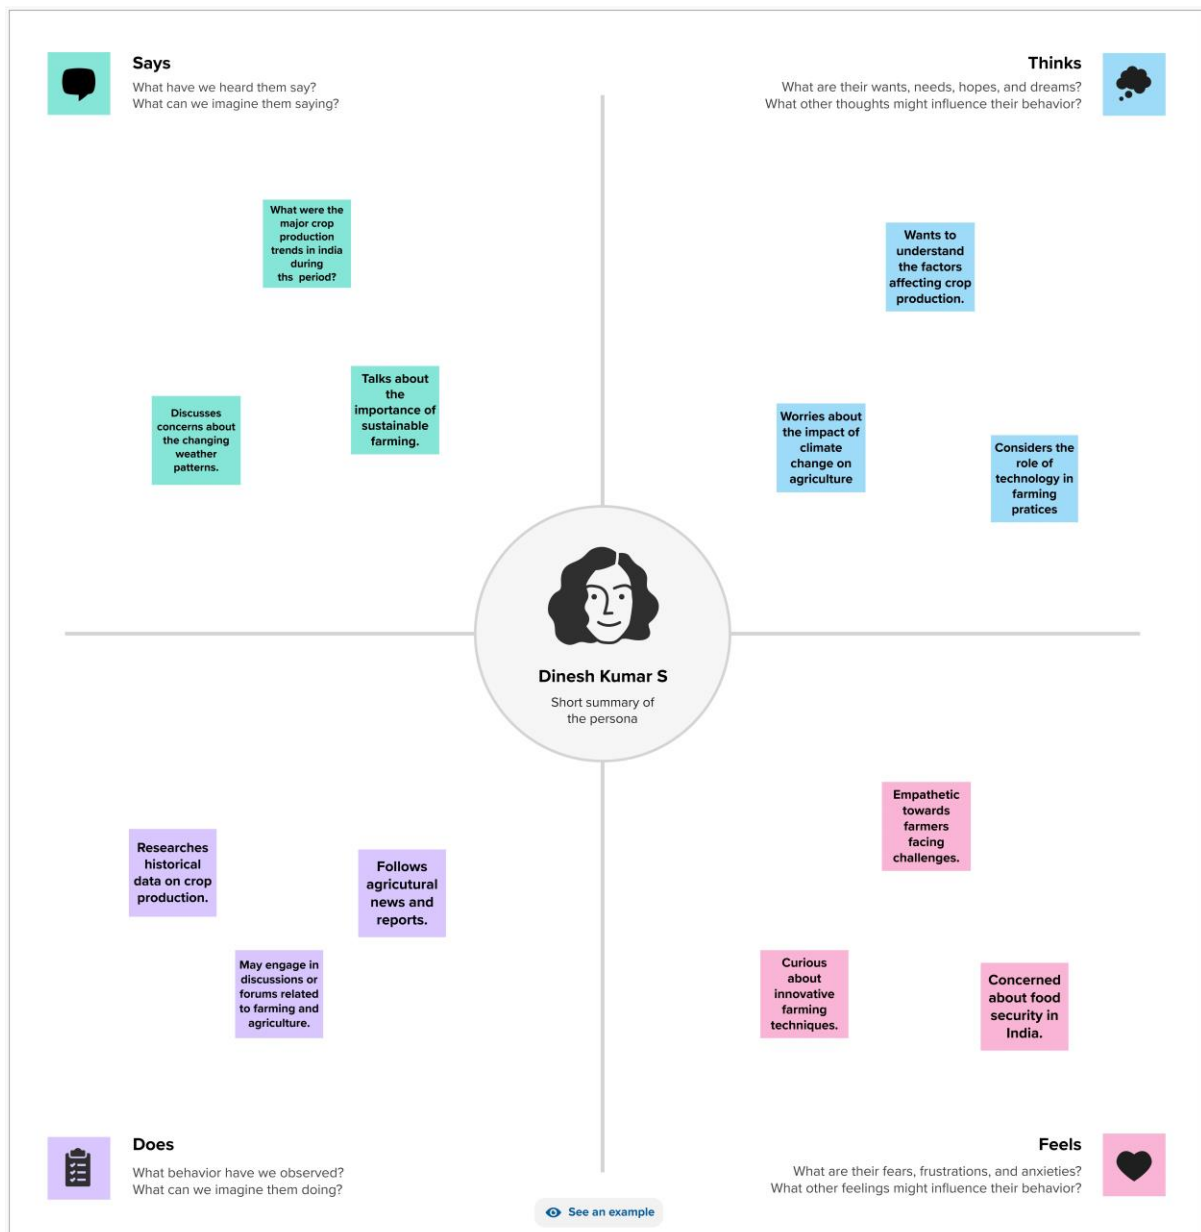 Says
What have we heard them say?
What can we imagine them saying?
Thinks
What are their wants, needs, hopes, and dreams?
What other thoughts might influence their behavior?
What were the
major crop
production
trends in india
during
ths period?
Talks about
the
importance of
sustainable
farming.
Discusses
concerns about
the changing
weather
patterns.
Wants to
understand
the factors
affecting crop
production.
Worries about
the impact of
climate
change on
agriculture
Considers the
role of
technology in
farming
pratices
Dinesh Kumar S
Short summary of
the persona
Researches
historical
data on crop
production.
Follows
agricutural
news and
reports.
May engage in
discussions or
forums related
to farming and
agriculture.
Empathetic
towards
farmers
facing
challenges.
Curious
about
innovative
farming
techniques.
Concerned
about food
security in
India.
Does
What behavior have we observed?
What can we imagine them doing?
Feels
What are their fears, frustrations, and anxieties?
What other feelings might influence their behavior?
See an example